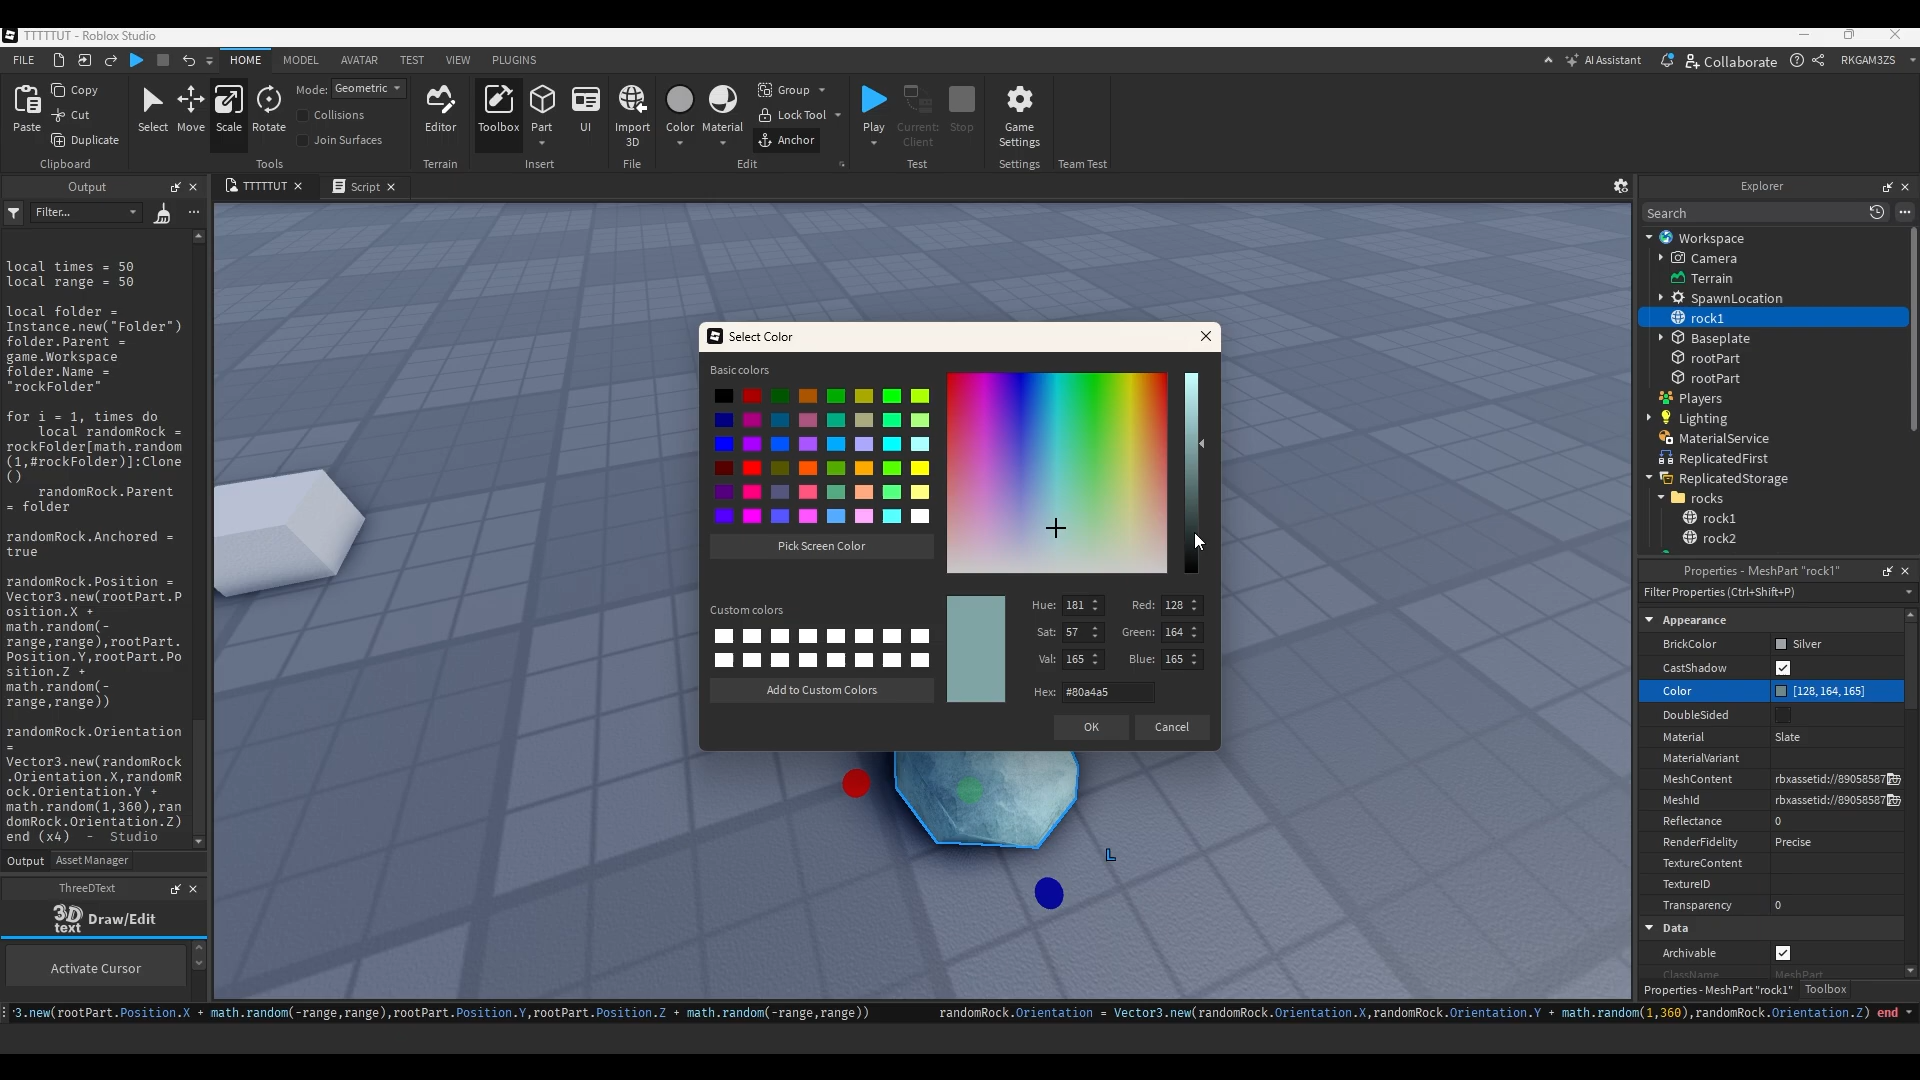 TTTTTUT - Roblox Studio
FILE HOME MODEL AVATAR TEST VIEW PLUGINS AI Assistant Collaborate RKGAM3ZS
Paste Copy Cut Duplicate Clipboard
Select Move Scale Rotate Mode: Geometric Collisions Join Surfaces Tools
Editor Terrain
Toolbox Part UI Insert
Import 3D File
Color Material Group Lock Tool Anchor Edit
Play Current: Client Stop Test
Game Settings Settings
Team Test
Output
Filter...
local times = 50
local range = 50
local folder =
Instance.new("Folder")
folder.Parent =
game.Workspace
folder.Name =
"rockFolder"
for i = 1, times do
local randomRock =
rockFolder[math.random
(1,#rockFolder)]:Clone
()
randomRock.Parent
= folder
randomRock.Anchored =
true
randomRock.Position =
Vector3.new(rootPart.P
osition.X +
math.random(-
range,range),rootPart.
Position.Y,rootPart.Po
sition.Z +
math.random(-
range,range))
randomRock.Orientation
=
Vector3.new(randomRock
.Orientation.X,randomR
ock.Orientation.Y +
math.random(1,360),ran
domRock.Orientation.Z)
end (x4) - Studio
Output Asset Manager
ThreeDText
3D text Draw/Edit
Activate Cursor
TTTTTUT Script
Select Color
Basic colors
Pick Screen Color
Custom colors
Add to Custom Colors
Hue: 181 Red: 128
Sat: 57 Green: 164
Val: 165 Blue: 165
Hex: #80a4a5
OK Cancel
L
Explorer
Search
Workspace
Camera
Terrain
SpawnLocation
rock1
Baseplate
rootPart
rootPart
Players
Lighting
MaterialService
ReplicatedFirst
ReplicatedStorage
rocks
rock1
rock2
Properties - MeshPart "rock1"
Filter Properties (Ctrl+Shift+P)
Appearance
BrickColor Silver
CastShadow
Color [128, 164, 165]
DoubleSided
Material Slate
MaterialVariant
MeshContent rbxassetid://89058587
MeshId rbxassetid://89058587
Reflectance 0
RenderFidelity Precise
TextureContent
TextureID
Transparency 0
Data
Archivable
ClassName MeshPart
Properties - MeshPart "rock1" Toolbox
3.new(rootPart.Position.X + math.random(-range,range),rootPart.Position.Y,rootPart.Position.Z + math.random(-range,range)) randomRock.Orientation = Vector3.new(randomRock.Orientation.X,randomRock.Orientation.Y + math.random(1,360),randomRock.Orientation.Z) end